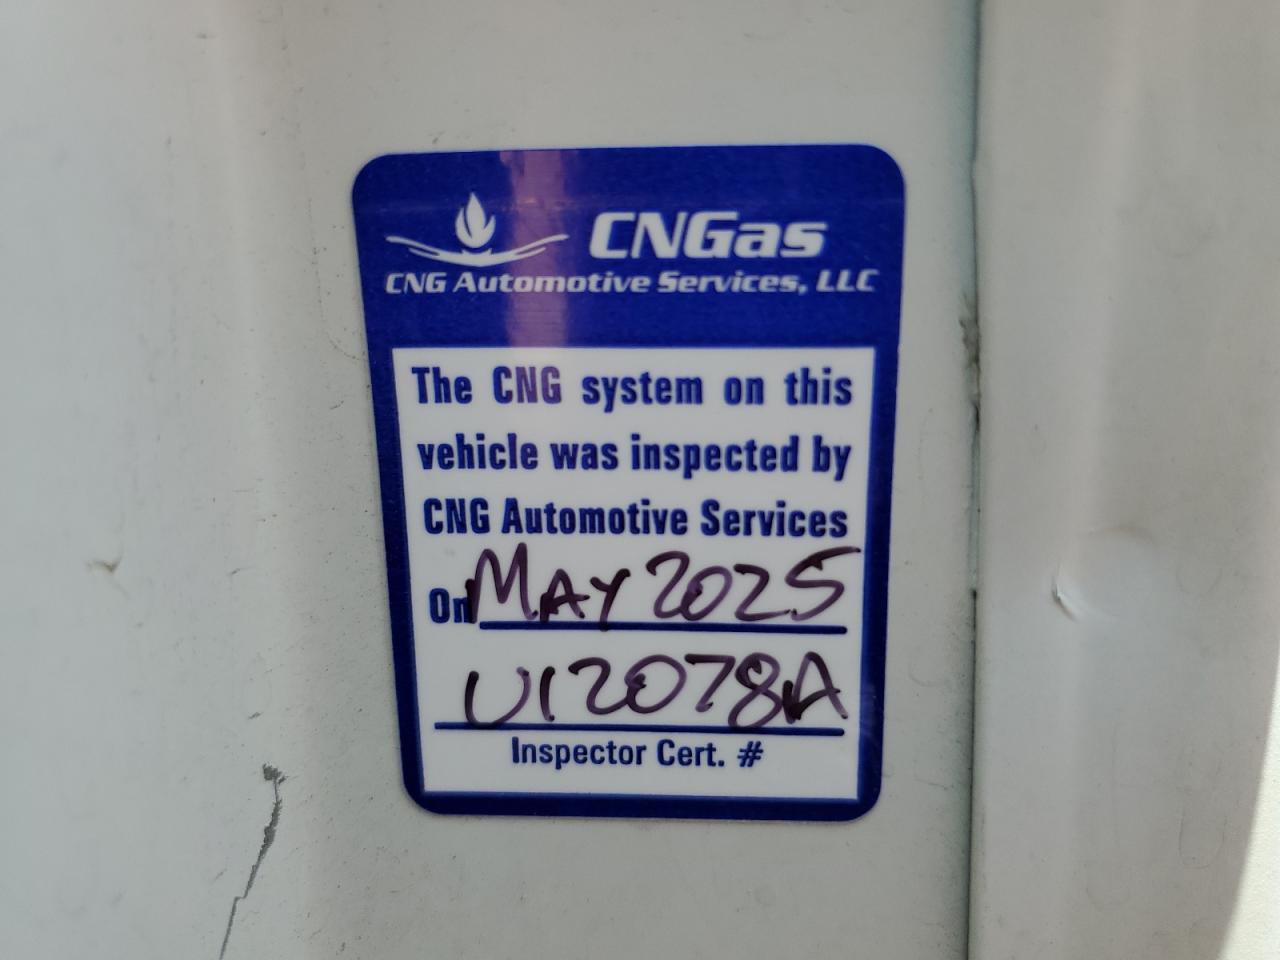 CNGas
CNG Automotive Services, LLC
The CNG system on this
vehicle was inspected by
CNG Automotive Services
On MAY 2025
U12078A
Inspector Cert. #